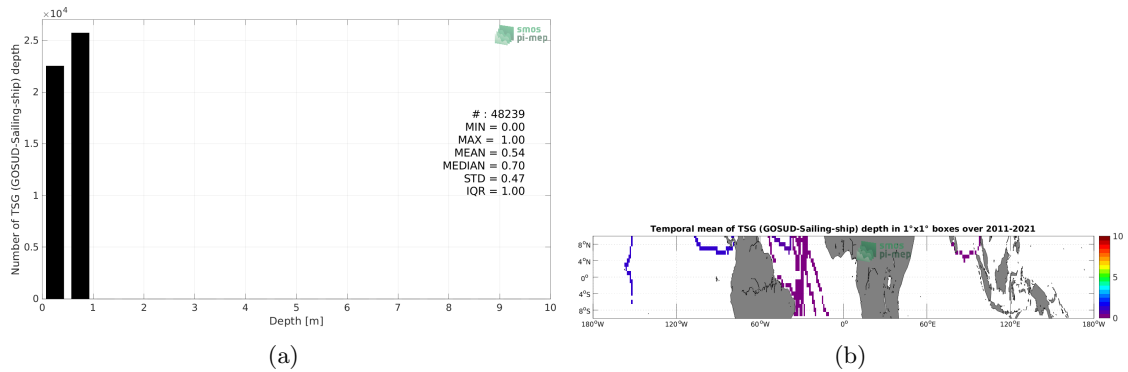 Number of TSG (GOSUD-Sailing-ship) depth
×10⁴
2.5
2
1.5
1
0.5
0
0 1 2 3 4 5 6 7 8 9 10
Depth [m]
smos
pi-mep
# : 48239
MIN = 0.00
MAX = 1.00
MEAN = 0.54
MEDIAN = 0.70
STD = 0.47
IQR = 1.00
(a)
Temporal mean of TSG (GOSUD-Sailing-ship) depth in 1°x1° boxes over 2011-2021
smos
pi-mep
8°N
4°N
0°
4°S
8°S
180°W 120°W 60°W 0° 60°E 120°E 180°W
10
5
0
(b)